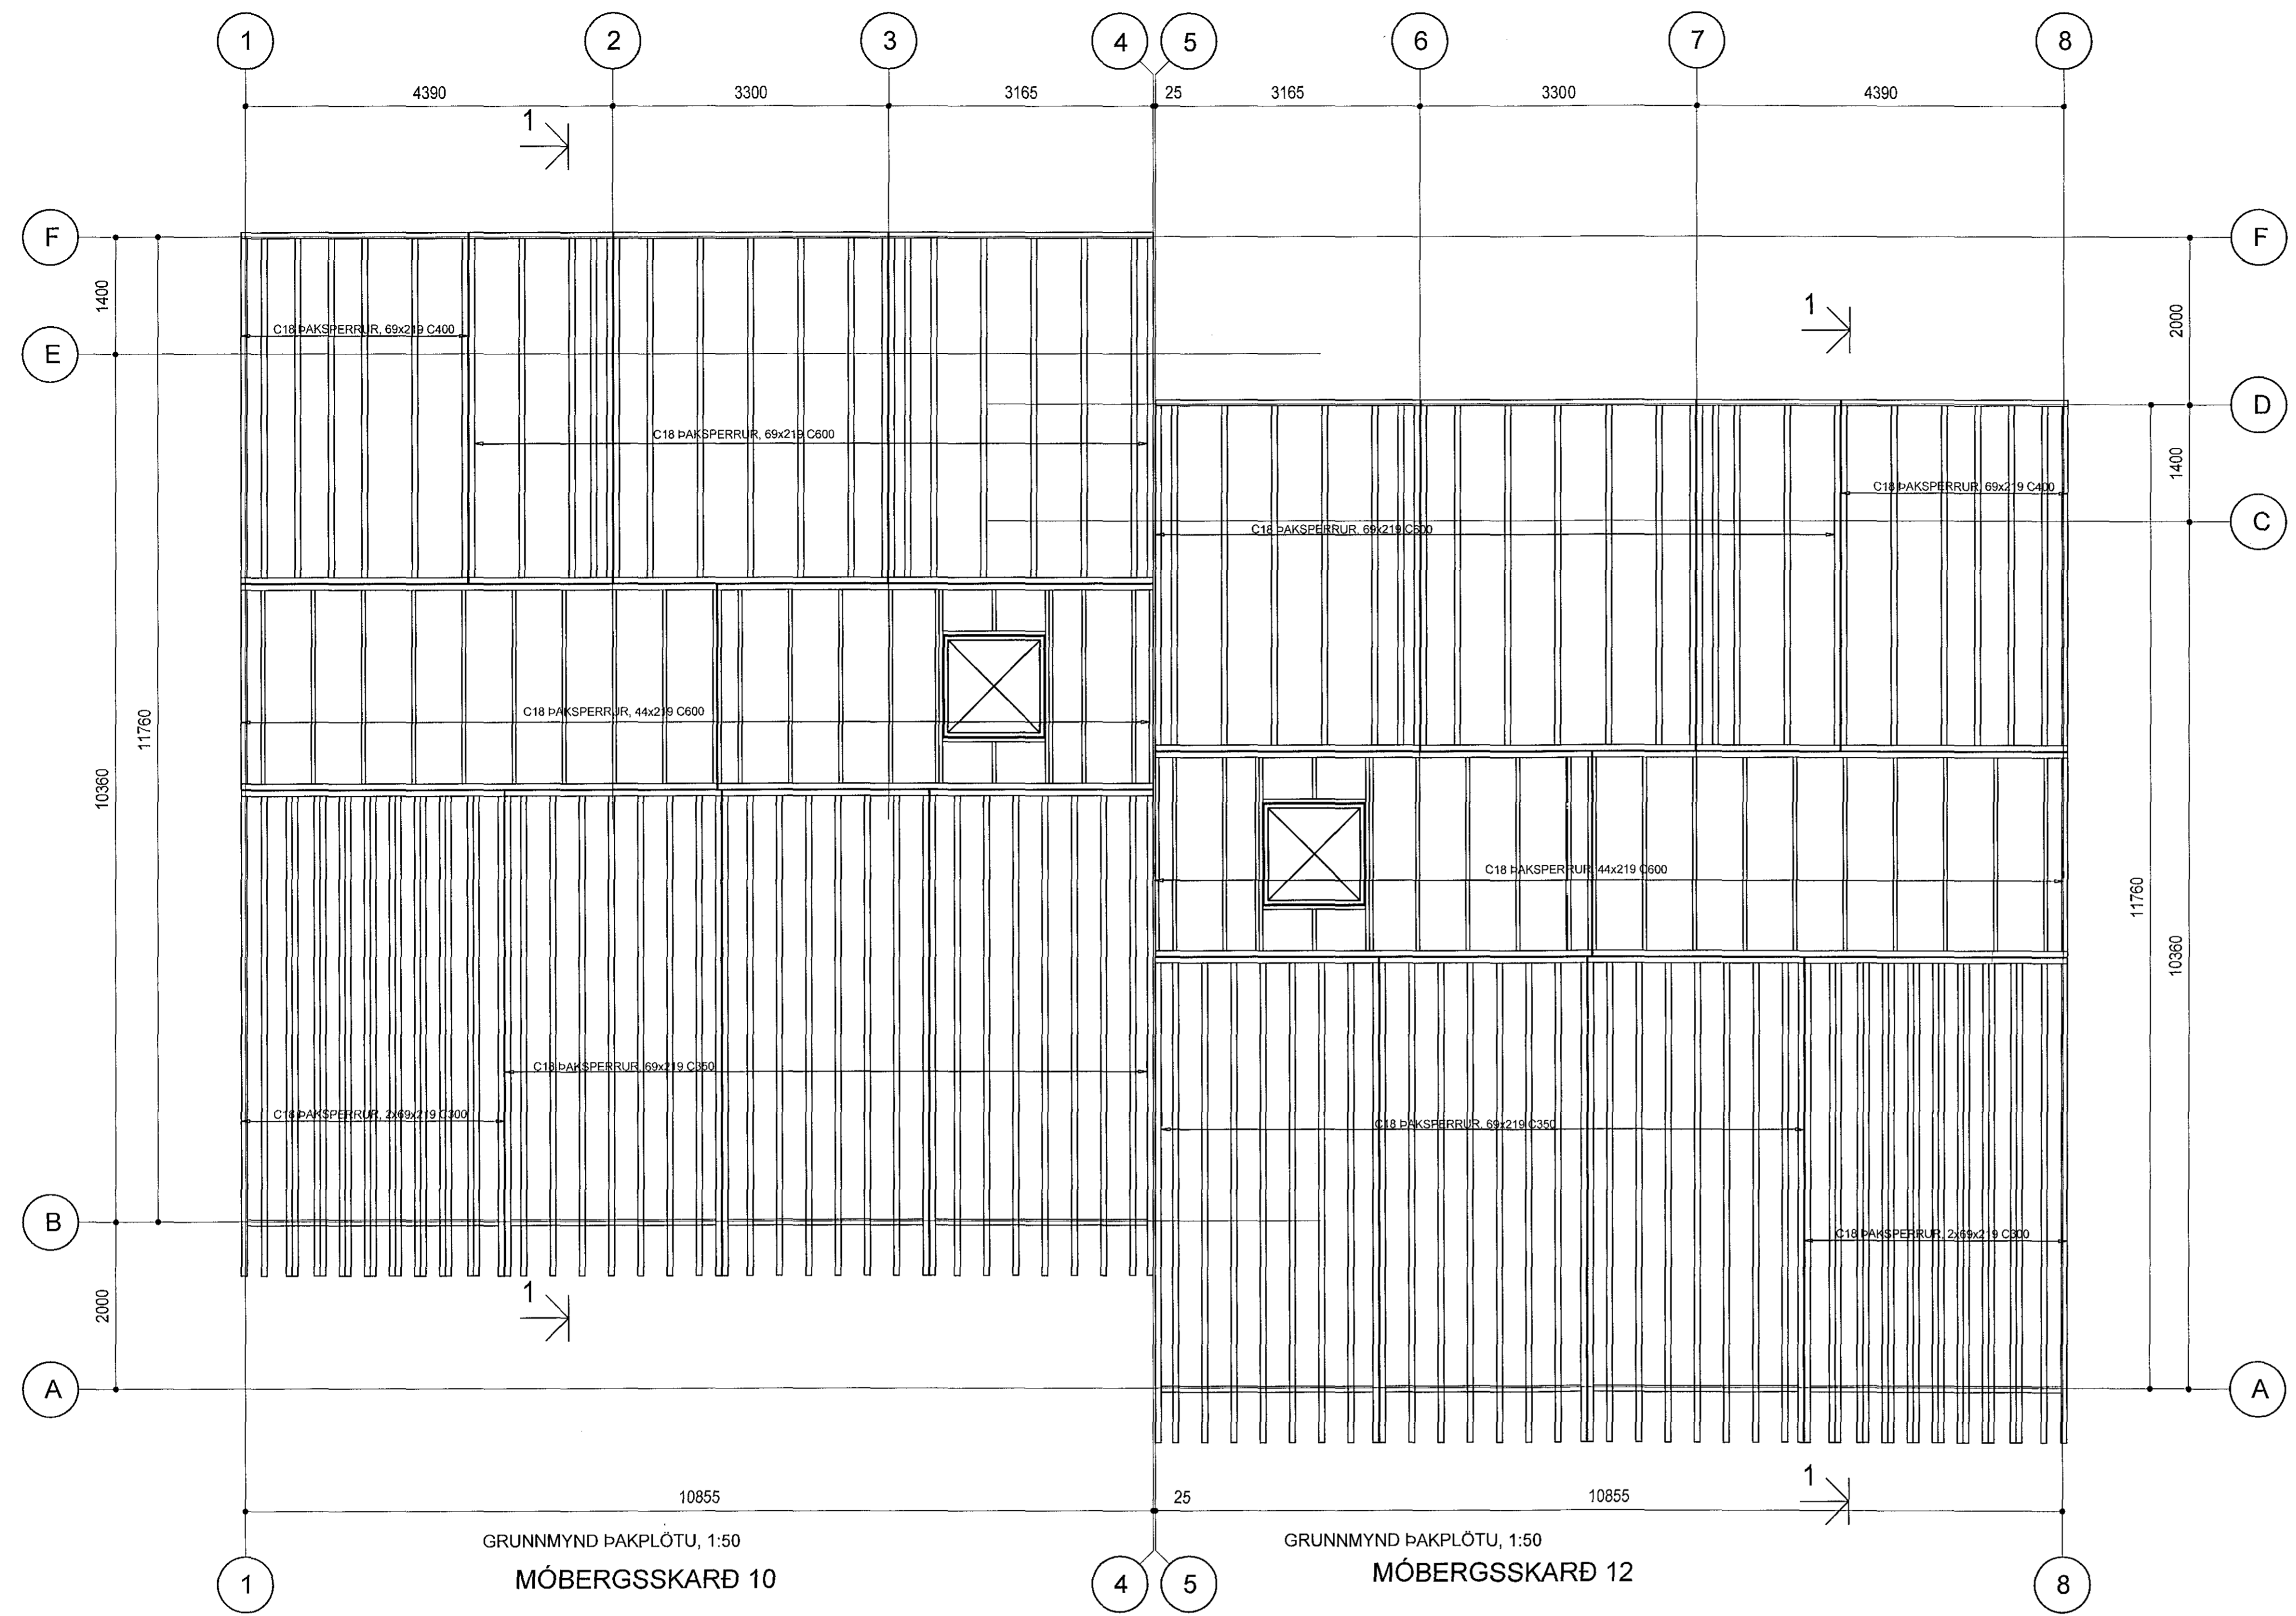 1 2 3 4 5 6 7 8
4390 3300 3165 25 3165 3300 4390
1
F F
1400
2000
1
E
C18 ÞAKSPERRUR, 69x219 C400
D
C18 ÞAKSPERRUR, 69x219 C600
1400
C18 ÞAKSPERRUR, 69x219 C400
C
C18 ÞAKSPERRUR, 69x219 C600
C18 ÞAKSPERRUR, 44x219 C600
11760
10360
C18 ÞAKSPERRUR, 44x219 C600
11760
10360
C18 ÞAKSPERRUR, 69x219 C350
C18 ÞAKSPERRUR, 2x69x219 C300
C18 ÞAKSPERRUR, 69x219 C350
B
C18 ÞAKSPERRUR, 2x69x219 C300
2000
1
A A
1
10855 25 10855
GRUNNMYND ÞAKPLÖTU, 1:50
MÓBERGSSKARÐ 10
GRUNNMYND ÞAKPLÖTU, 1:50
MÓBERGSSKARÐ 12
1 4 5 8